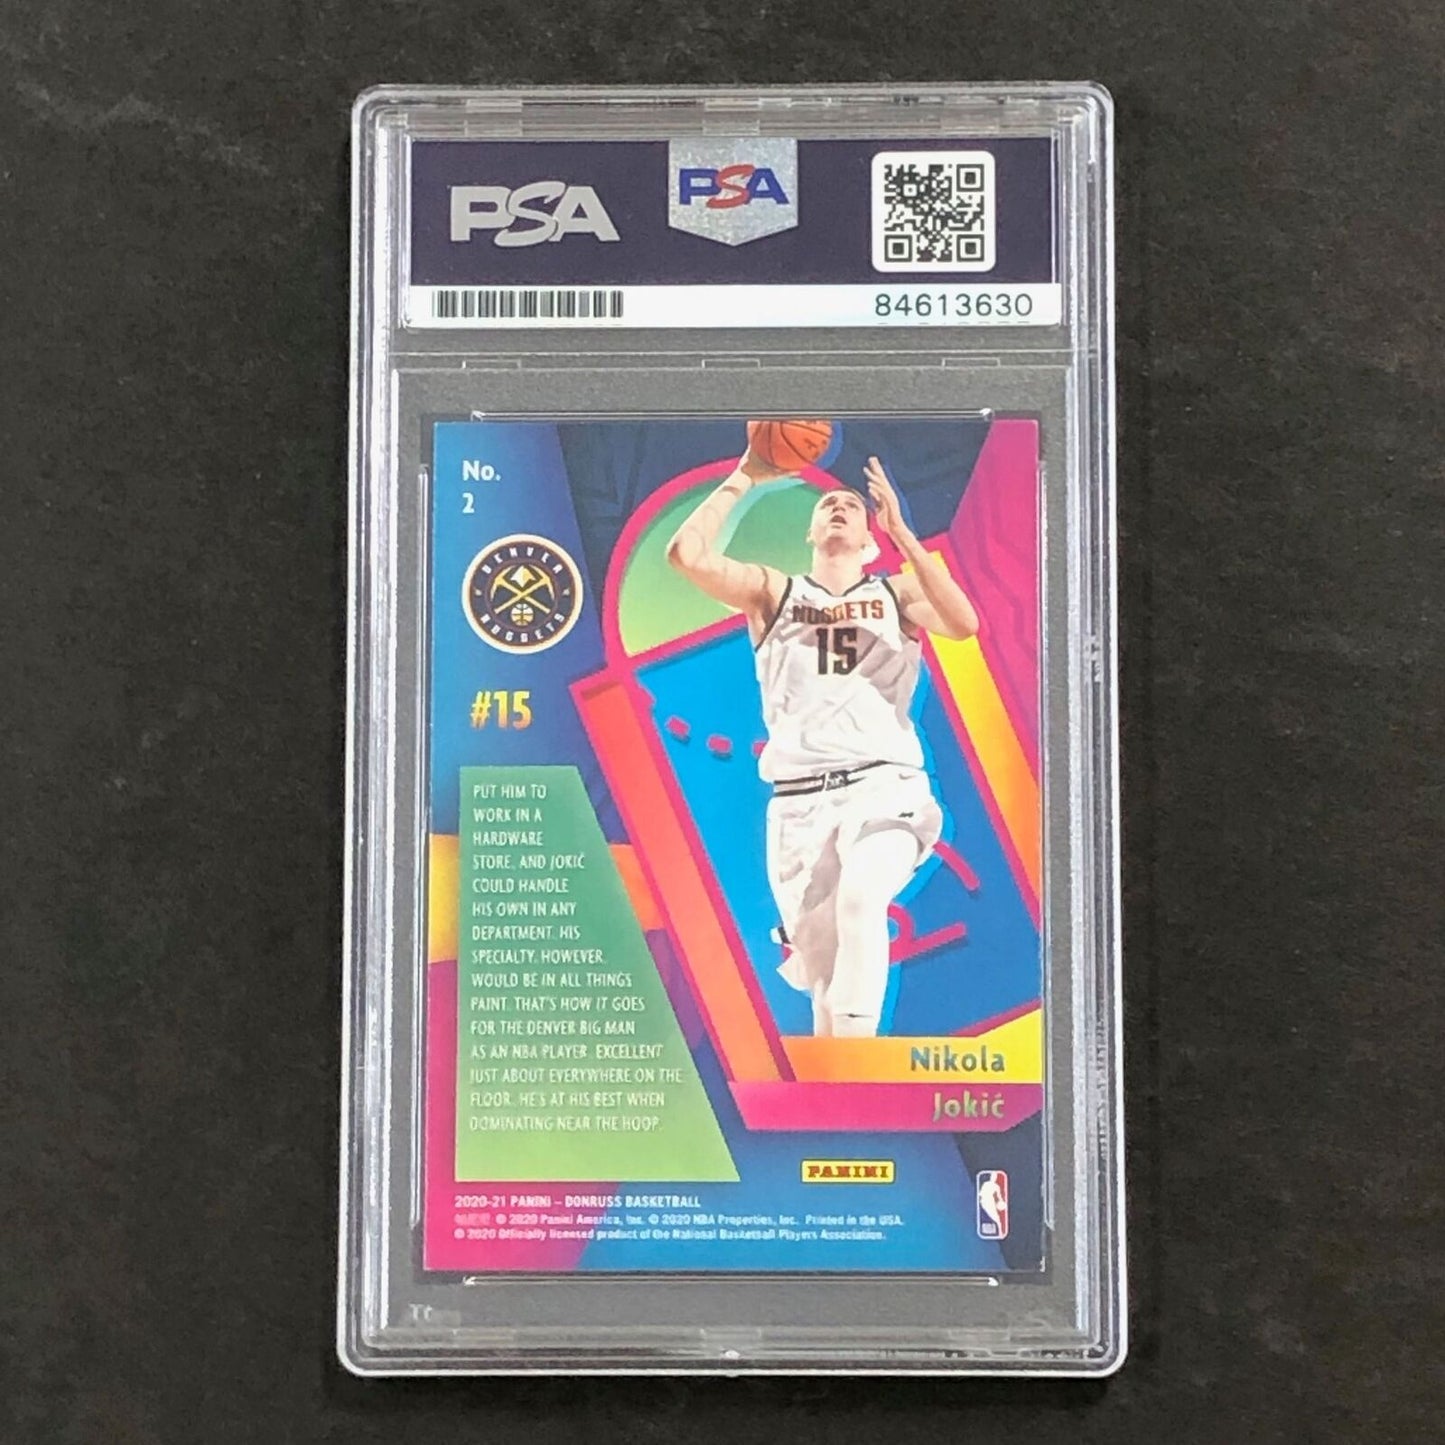 PSA
PSA
84613630
No.
2
DENVER
NUGGETS
#15
NUGGETS
15
PUT HIM TO
WORK IN A
HARDWARE
STORE, AND JOKIĆ
COULD HANDLE
HIS OWN IN ANY
DEPARTMENT. HIS
SPECIALTY, HOWEVER,
WOULD BE IN ALL THINGS
PAINT. THAT'S HOW IT GOES
FOR THE DENVER BIG MAN
AS AN NBA PLAYER. EXCELLENT
JUST ABOUT EVERYWHERE ON THE
FLOOR, HE'S AT HIS BEST WHEN
DOMINATING NEAR THE HOOP.
Nikola
Jokić
PANINI
2020-21 PANINI – DONRUSS BASKETBALL
© 2020 Panini America, Inc. © 2020 NBA Properties, Inc. Printed in the USA.
© 2020 Officially licensed product of the National Basketball Players Association.
NBA